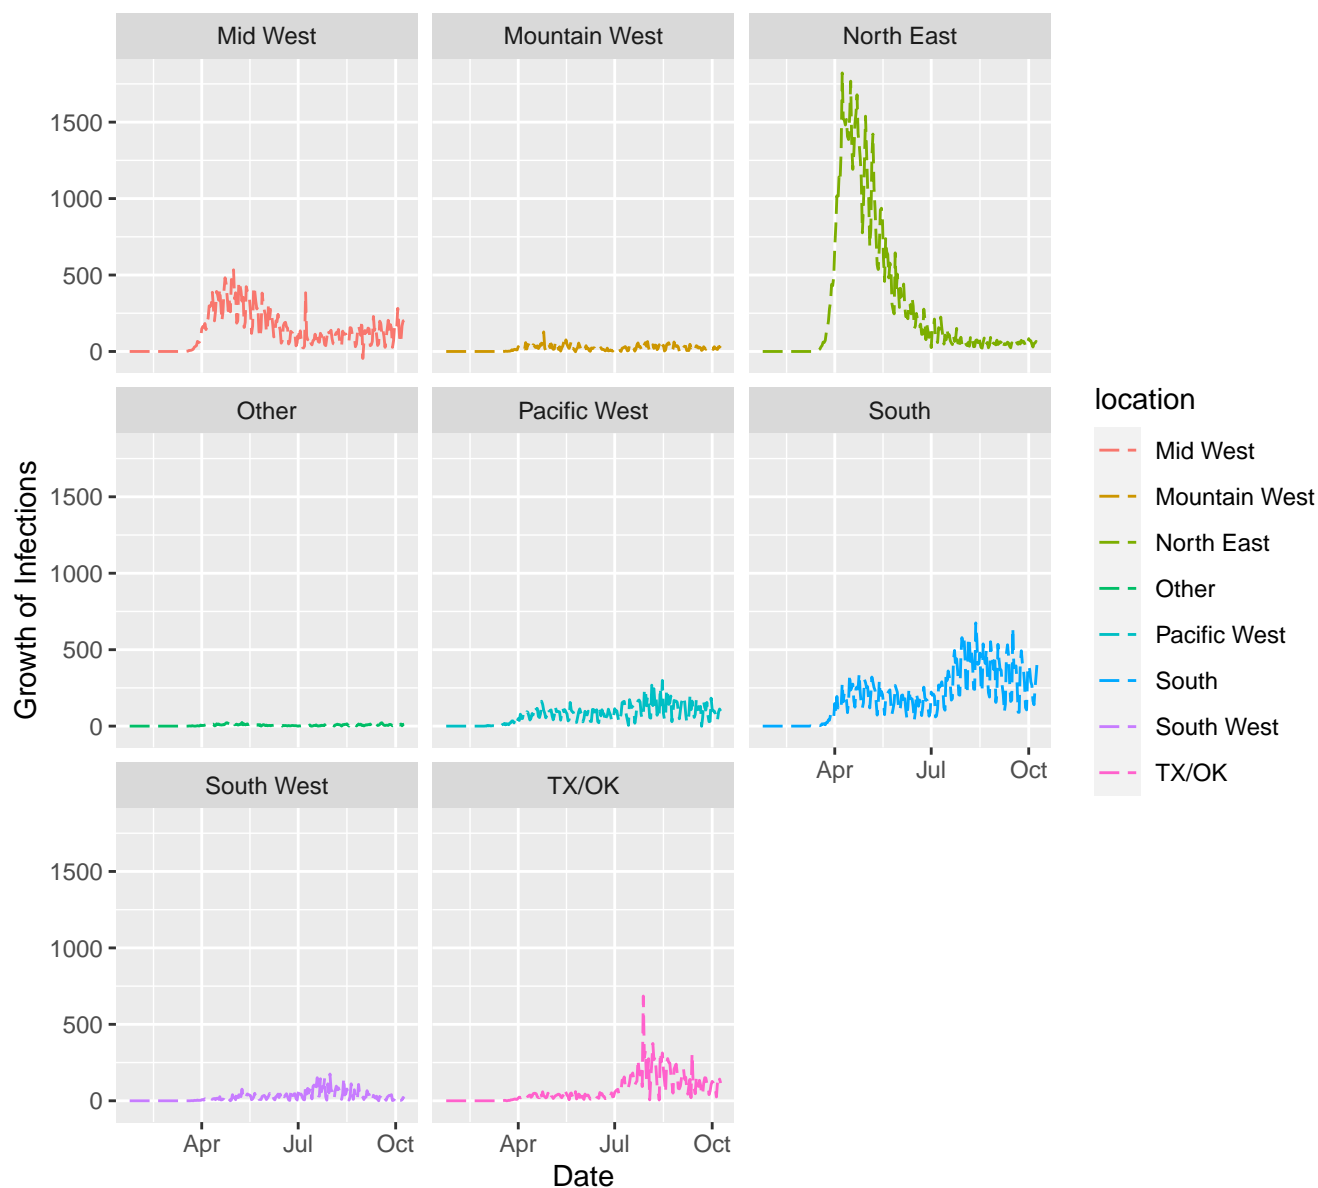 Mid West
Mountain West
North East
1500
1000
500
0
Other
Pacific West
South
1500
1000
500
0
Apr
Jul
Oct
South West
TX/OK
1500
1000
500
0
Apr
Jul
Oct
Apr
Jul
Oct
Date
Growth of Infections
location
Mid West
Mountain West
North East
Other
Pacific West
South
South West
TX/OK